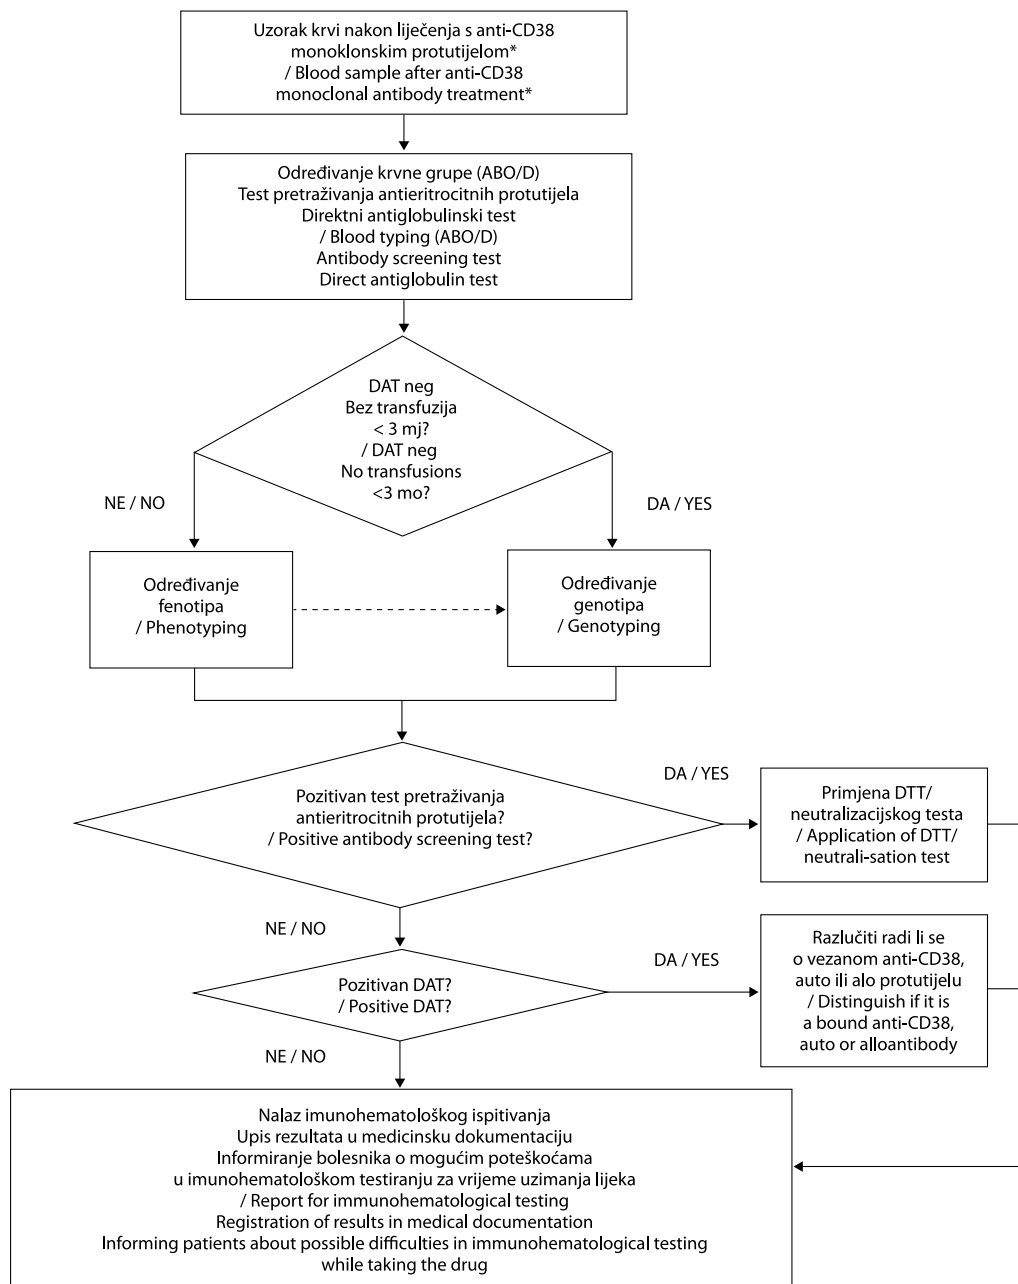 Uzorak krvi nakon liječenja s anti-CD38
monoklonskim protutijelom*
/ Blood sample after anti-CD38
monoclonal antibody treatment*
Određivanje krvne grupe (ABO/D)
Test pretraživanja antieritrocitnih protutijela
Direktni antiglobulinski test
/ Blood typing (ABO/D)
Antibody screening test
Direct antiglobulin test
DAT neg
Bez transfuzija
< 3 mj?
/ DAT neg
No transfusions
<3 mo?
NE / NO
DA / YES
Određivanje
fenotipa
/ Phenotyping
Određivanje
genotipa
/ Genotyping
Pozitivan test pretraživanja
antieritrocitnih protutijela?
/ Positive antibody screening test?
DA / YES
Primjena DTT/
neutralizacijskog testa
/ Application of DTT/
neutrali-sation test
NE / NO
Pozitivan DAT?
/ Positive DAT?
DA / YES
Razlučiti radi li se
o vezanom anti-CD38,
auto ili alo protutijelu
/ Distinguish if it is
a bound anti-CD38,
auto or alloantibody
NE / NO
Nalaz imunohematološkog ispitivanja
Upis rezultata u medicinsku dokumentaciju
Informiranje bolesnika o mogućim poteškoćama
u imunohematološkom testiranju za vrijeme uzimanja lijeka
/ Report for immunohematological testing
Registration of results in medical documentation
Informing patients about possible difficulties in immunohematological testing
while taking the drug